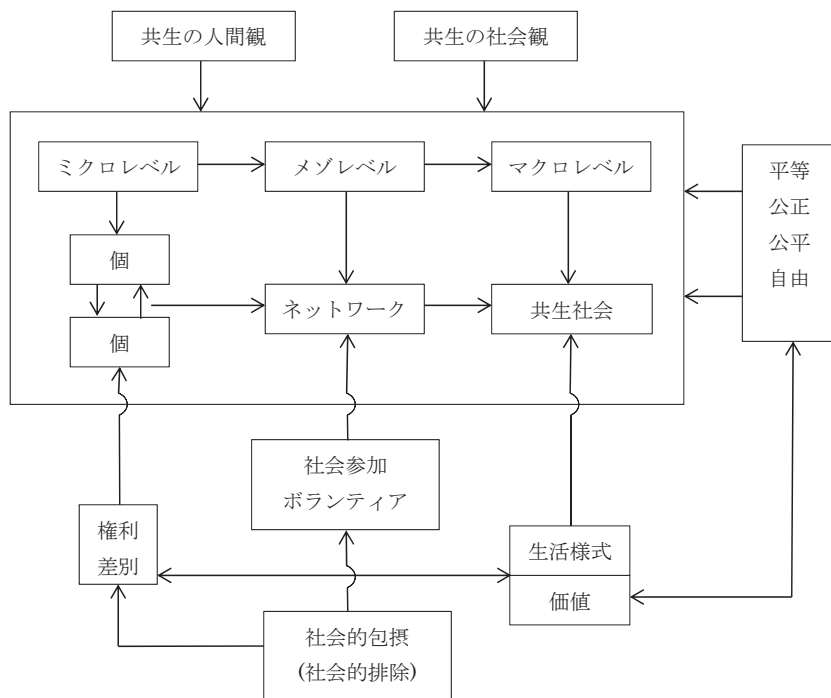 共生の人間観
共生の社会観
ミクロレベル
メゾレベル
マクロレベル
平等
公正
公平
自由
個
個
ネットワーク
共生社会
社会参加
ボランティア
権利
差別
生活様式
価値
社会的包摂
(社会的排除)